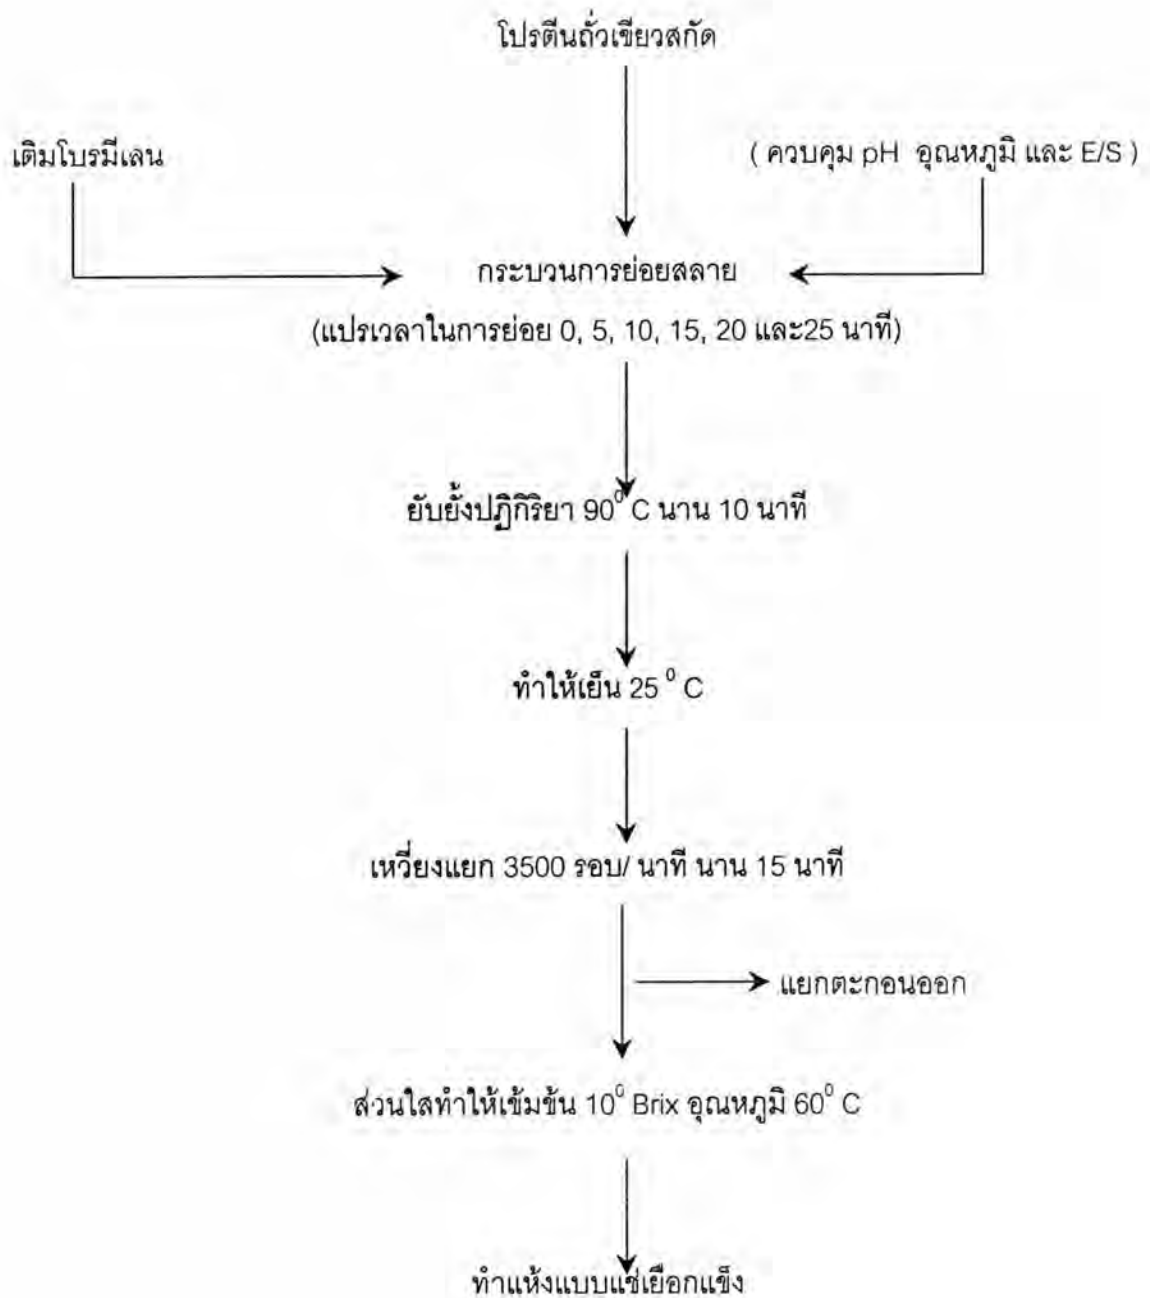 โปรตีนถั่วเขียวสกัด
เติมโบรมีเลน
( ควบคุม pH อุณหภูมิ และ E/S )
กระบวนการย่อยสลาย
(แปรเวลาในการย่อย 0, 5, 10, 15, 20 และ25 นาที)
ยับยั้งปฏิกิริยา 90⁰ C นาน 10 นาที
ทำให้เย็น 25 ⁰ C
เหวี่ยงแยก 3500 รอบ/ นาที นาน 15 นาที
แยกตะกอนออก
ส่วนใสทำให้เข้มข้น 10⁰ Brix อุณหภูมิ 60⁰ C
ทำแห้งแบบแช่เยือกแข็ง